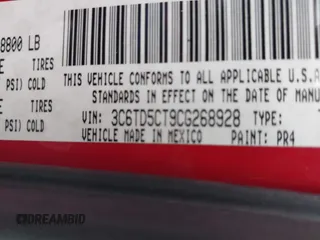 8800 LB
E TIRES
PSI) COLD
E TIRES
PSI) COLD
THIS VEHICLE CONFORMS TO ALL APPLICABLE U.S.A
STANDARDS IN EFFECT ON THE DATE OF MANU
VIN: 3C6TD5CT9CG268928 TYPE:
VEHICLE MADE IN MEXICO PAINT: PR4
DREAMBID